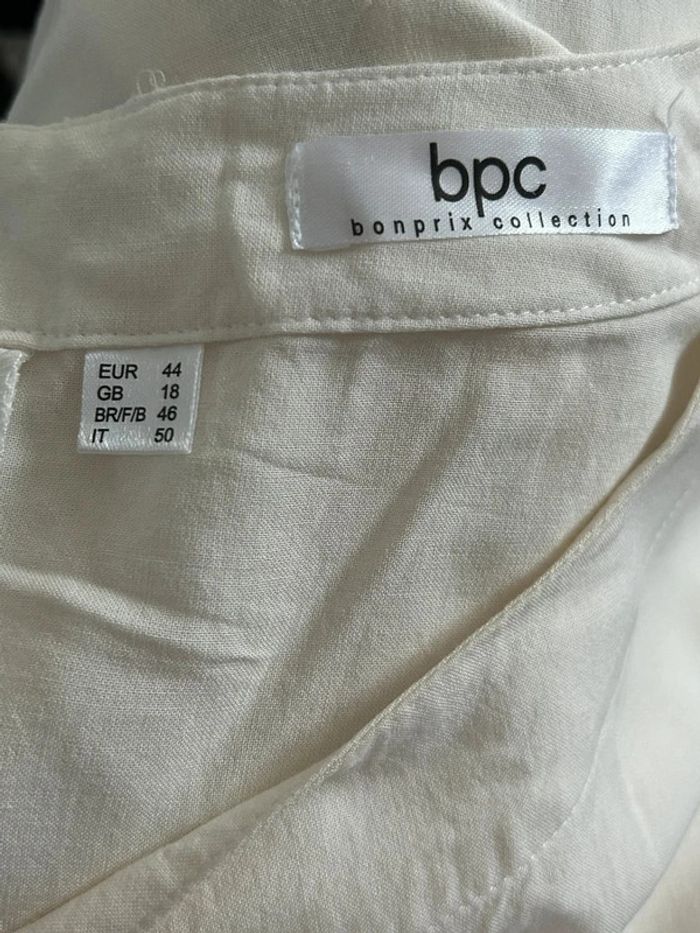 bpc
bonprix collection
EUR 44
GB 18
BR/F/B 46
IT 50